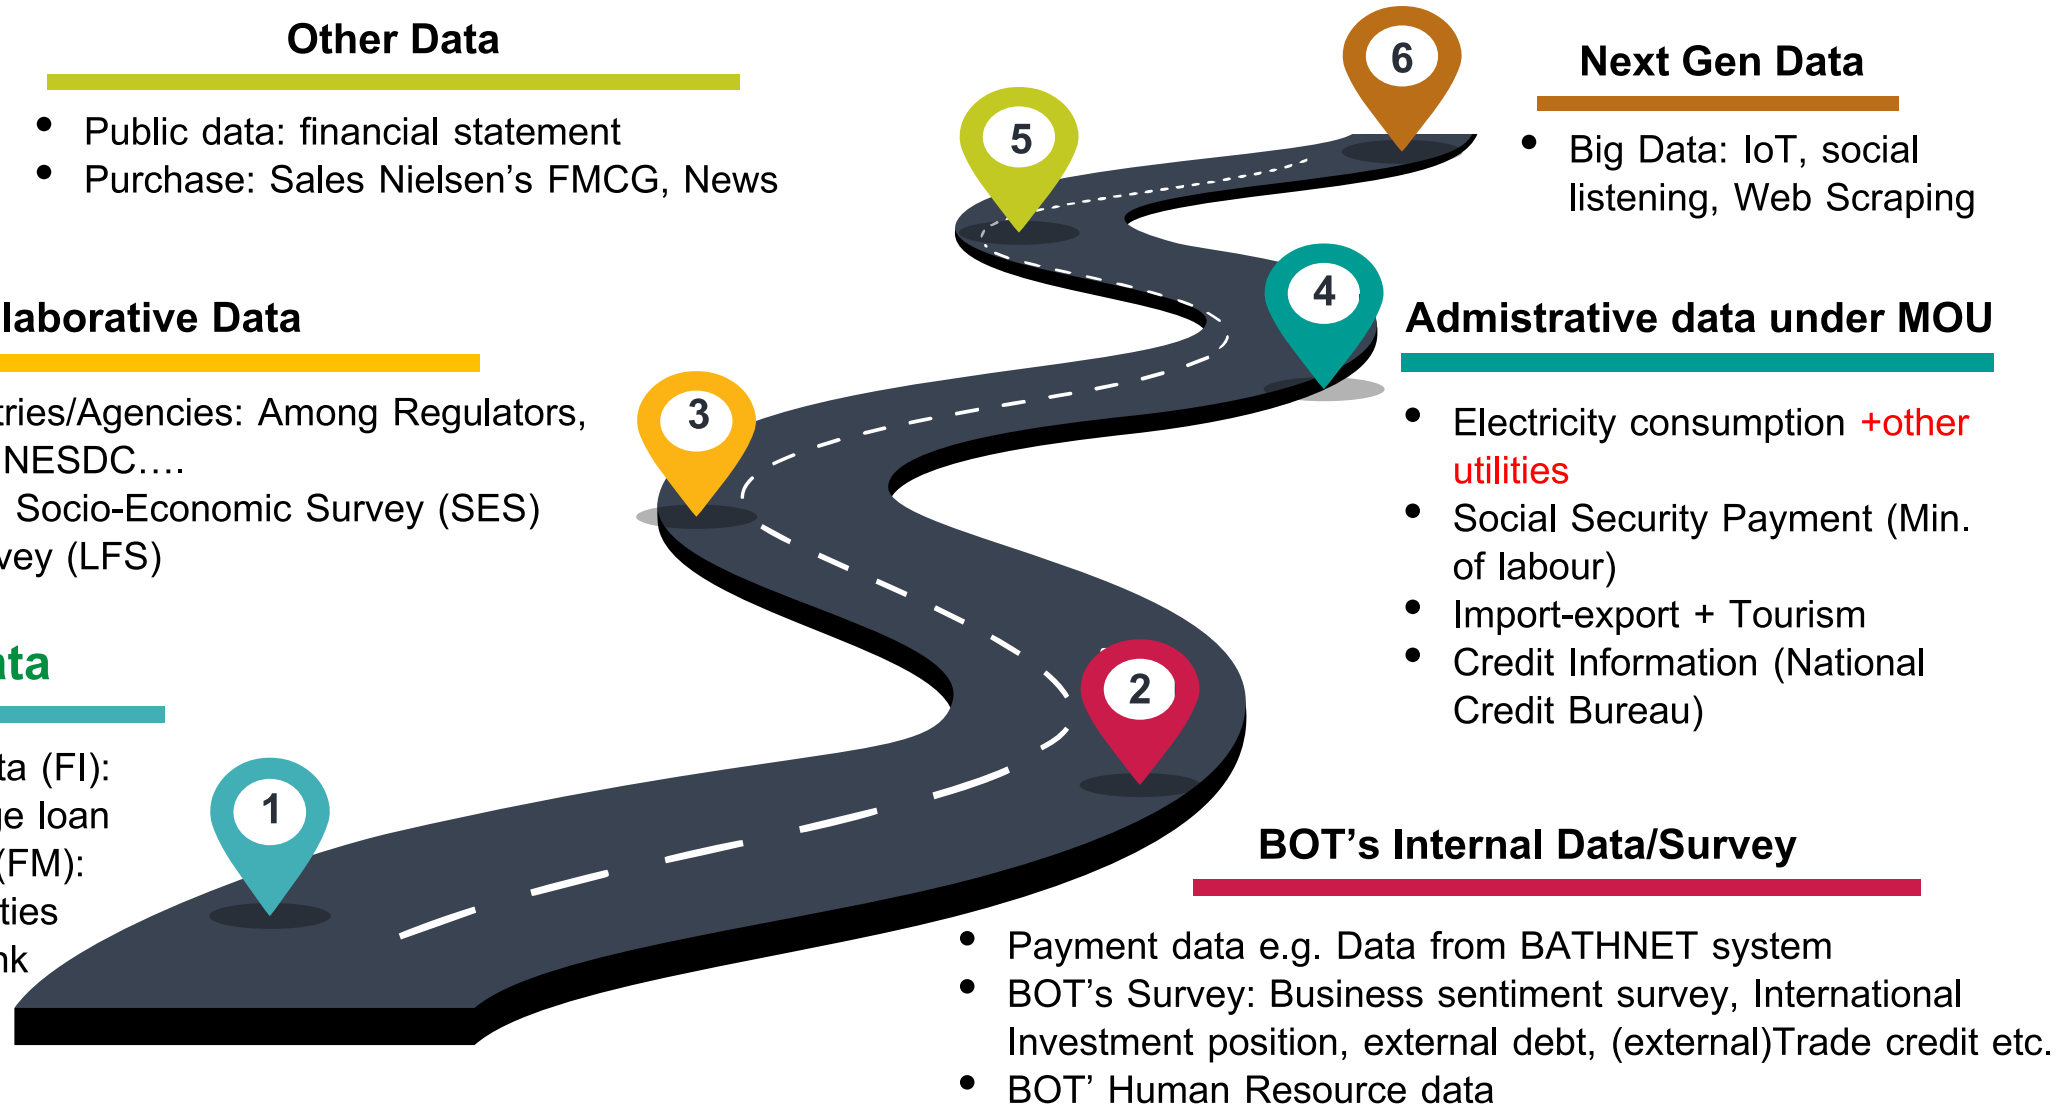 Other Data
• Public data: financial statement
• Purchase: Sales Nielsen’s FMCG, News
6
Next Gen Data
• Big Data: IoT, social
listening, Web Scraping
5
laborative Data
tries/Agencies: Among Regulators,
NESDC....
Socio-Economic Survey (SES)
vey (LFS)
3
4
Admistrative data under MOU
• Electricity consumption +other
utilities
• Social Security Payment (Min.
of labour)
• Import-export + Tourism
• Credit Information (National
Credit Bureau)
ata
ta (FI):
ge loan
(FM):
ties
nk
1
2
BOT’s Internal Data/Survey
• Payment data e.g. Data from BATHNET system
• BOT’s Survey: Business sentiment survey, International
Investment position, external debt, (external)Trade credit etc.
• BOT’ Human Resource data